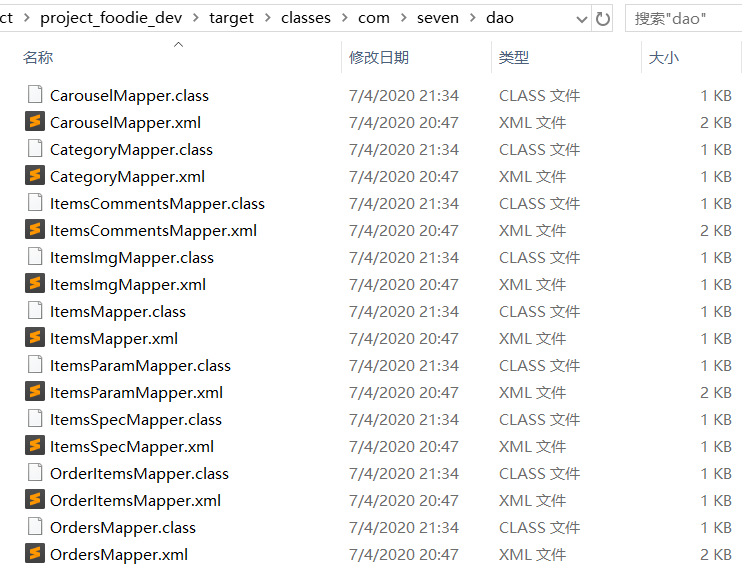 ct > project_foodie_dev > target > classes > com > seven > dao 搜索"dao"
名称 修改日期 类型 大小
CarouselMapper.class 7/4/2020 21:34 CLASS 文件 1 KB
CarouselMapper.xml 7/4/2020 20:47 XML 文件 2 KB
CategoryMapper.class 7/4/2020 21:34 CLASS 文件 1 KB
CategoryMapper.xml 7/4/2020 20:47 XML 文件 1 KB
ItemsCommentsMapper.class 7/4/2020 21:34 CLASS 文件 1 KB
ItemsCommentsMapper.xml 7/4/2020 20:47 XML 文件 2 KB
ItemsImgMapper.class 7/4/2020 21:34 CLASS 文件 1 KB
ItemsImgMapper.xml 7/4/2020 20:47 XML 文件 1 KB
ItemsMapper.class 7/4/2020 21:34 CLASS 文件 1 KB
ItemsMapper.xml 7/4/2020 20:47 XML 文件 1 KB
ItemsParamMapper.class 7/4/2020 21:34 CLASS 文件 1 KB
ItemsParamMapper.xml 7/4/2020 20:47 XML 文件 2 KB
ItemsSpecMapper.class 7/4/2020 21:34 CLASS 文件 1 KB
ItemsSpecMapper.xml 7/4/2020 20:47 XML 文件 1 KB
OrderItemsMapper.class 7/4/2020 21:34 CLASS 文件 1 KB
OrderItemsMapper.xml 7/4/2020 20:47 XML 文件 1 KB
OrdersMapper.class 7/4/2020 21:34 CLASS 文件 1 KB
OrdersMapper.xml 7/4/2020 20:47 XML 文件 2 KB